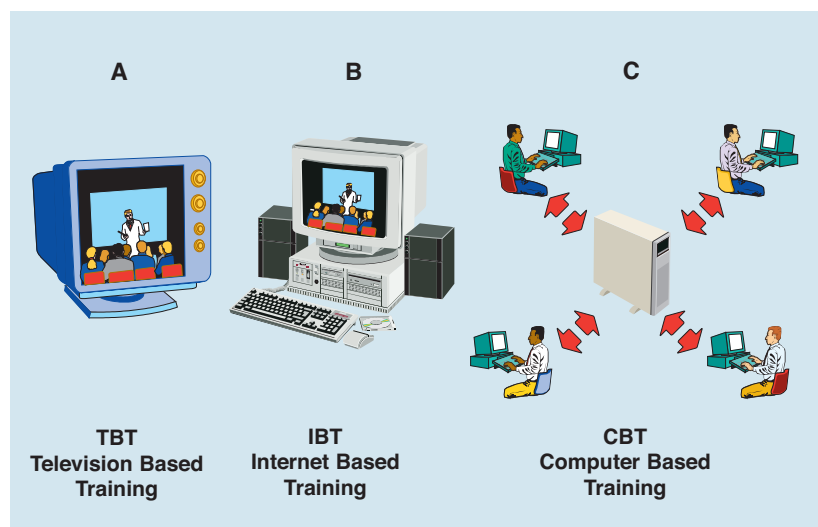 A
B
C
TBT
Television Based
Training
IBT
Internet Based
Training
CBT
Computer Based
Training